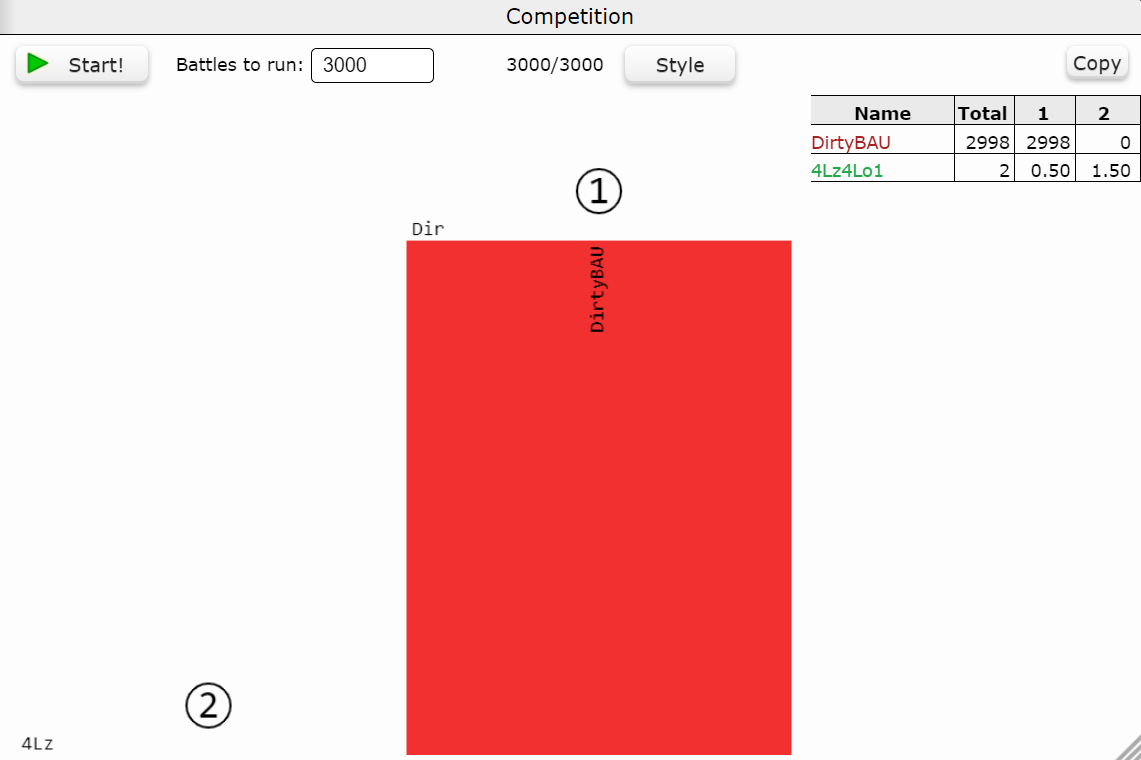 Competition
Start! Battles to run: 3000 3000/3000 Style Copy
Name Total 1 2
DirtyBAU 2998 2998 0
4Lz4Lo1 2 0.50 1.50
1
Dir
DirtyBAU
2
4Lz